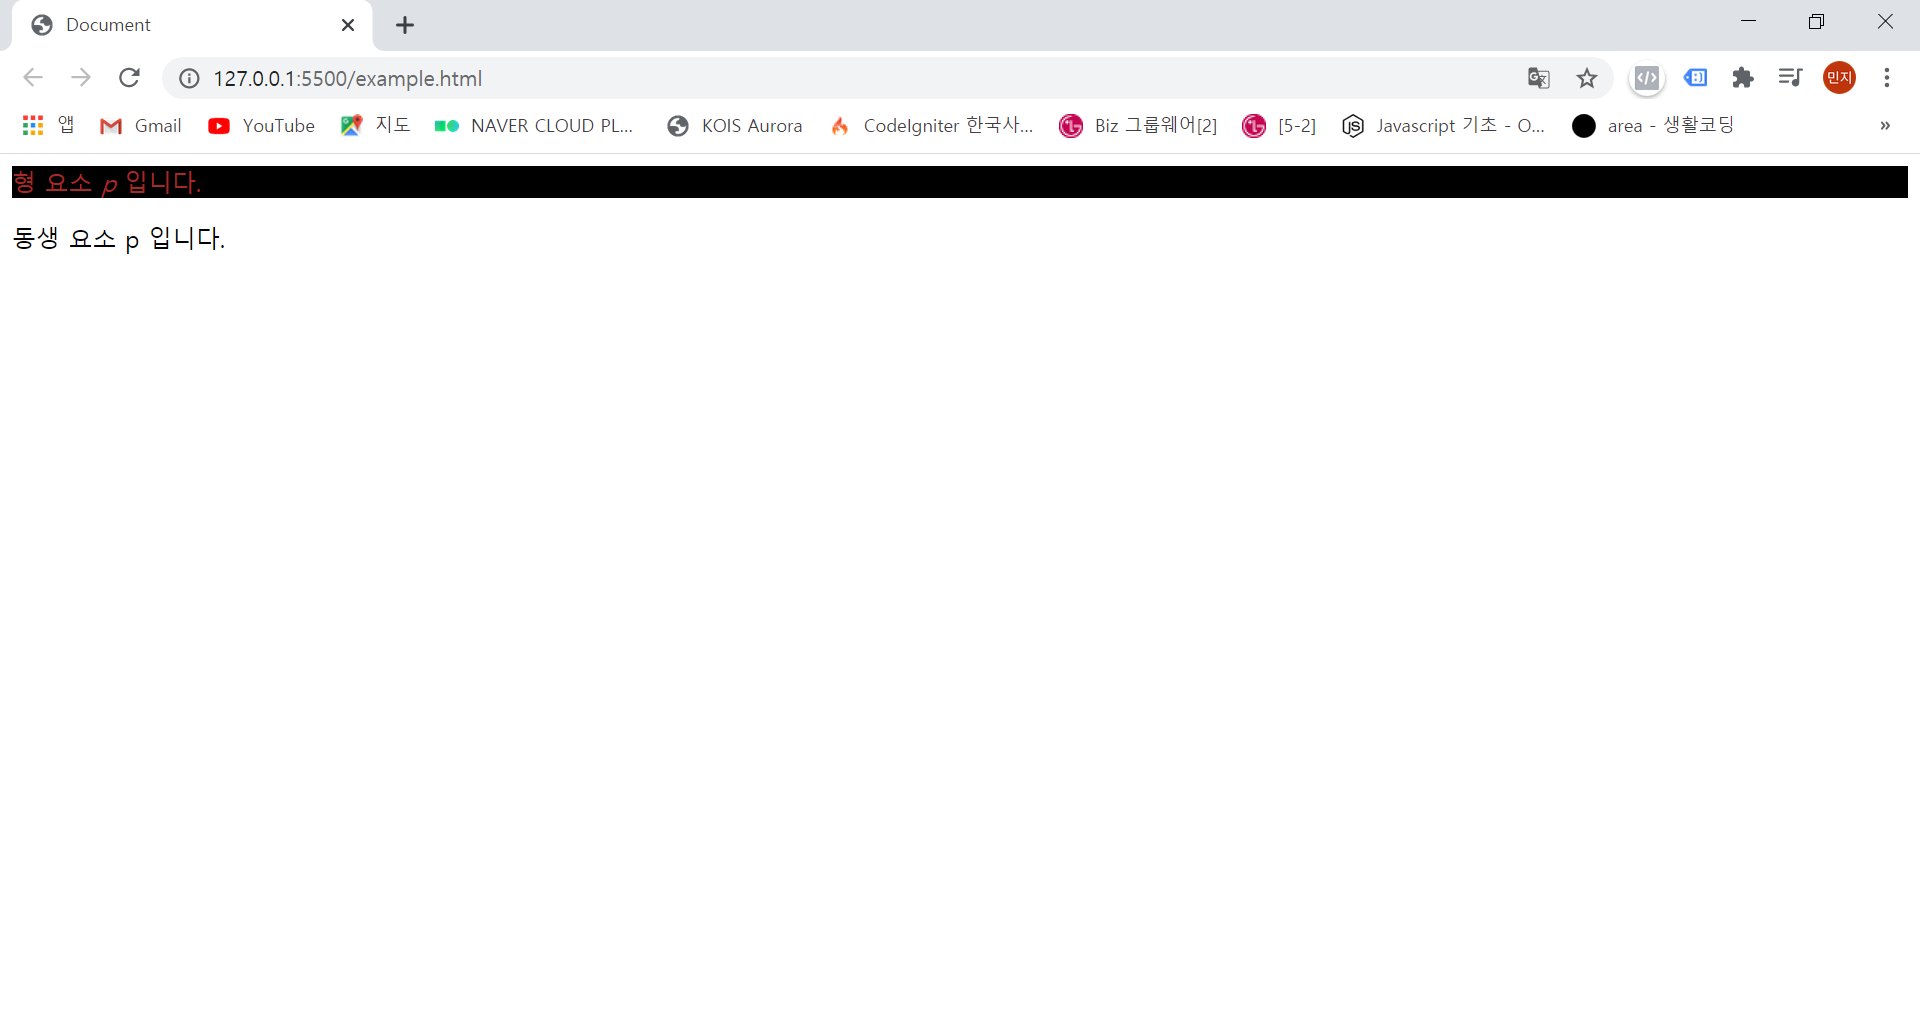 Document
127.0.0.1:5500/example.html
민지
앱 Gmail YouTube 지도 NAVER CLOUD PL... KOIS Aurora CodeIgniter 한국사... Biz 그룹웨어[2] [5-2] Javascript 기초 - O... area - 생활코딩 »
형 요소 p 입니다.
동생 요소 p 입니다.